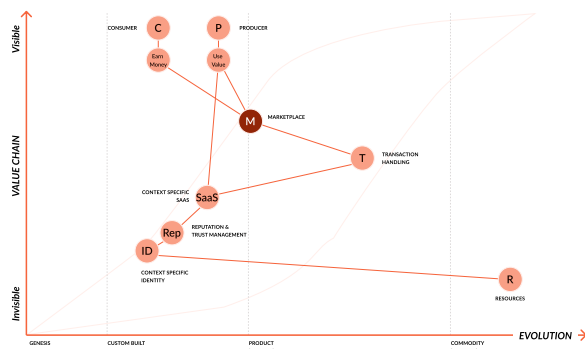 Visible
VALUE CHAIN
Invisible
CONSUMER
C
P
PRODUCER
Earn
Money
Use
Value
M
MARKETPLACE
T
TRANSACTION
HANDLING
CONTEXT SPECIFIC
SAAS
SaaS
Rep
REPUTATION &
TRUST MANAGEMENT
ID
CONTEXT SPECIFIC
IDENTITY
R
RESOURCES
EVOLUTION
GENESIS
CUSTOM BUILT
PRODUCT
COMMODITY